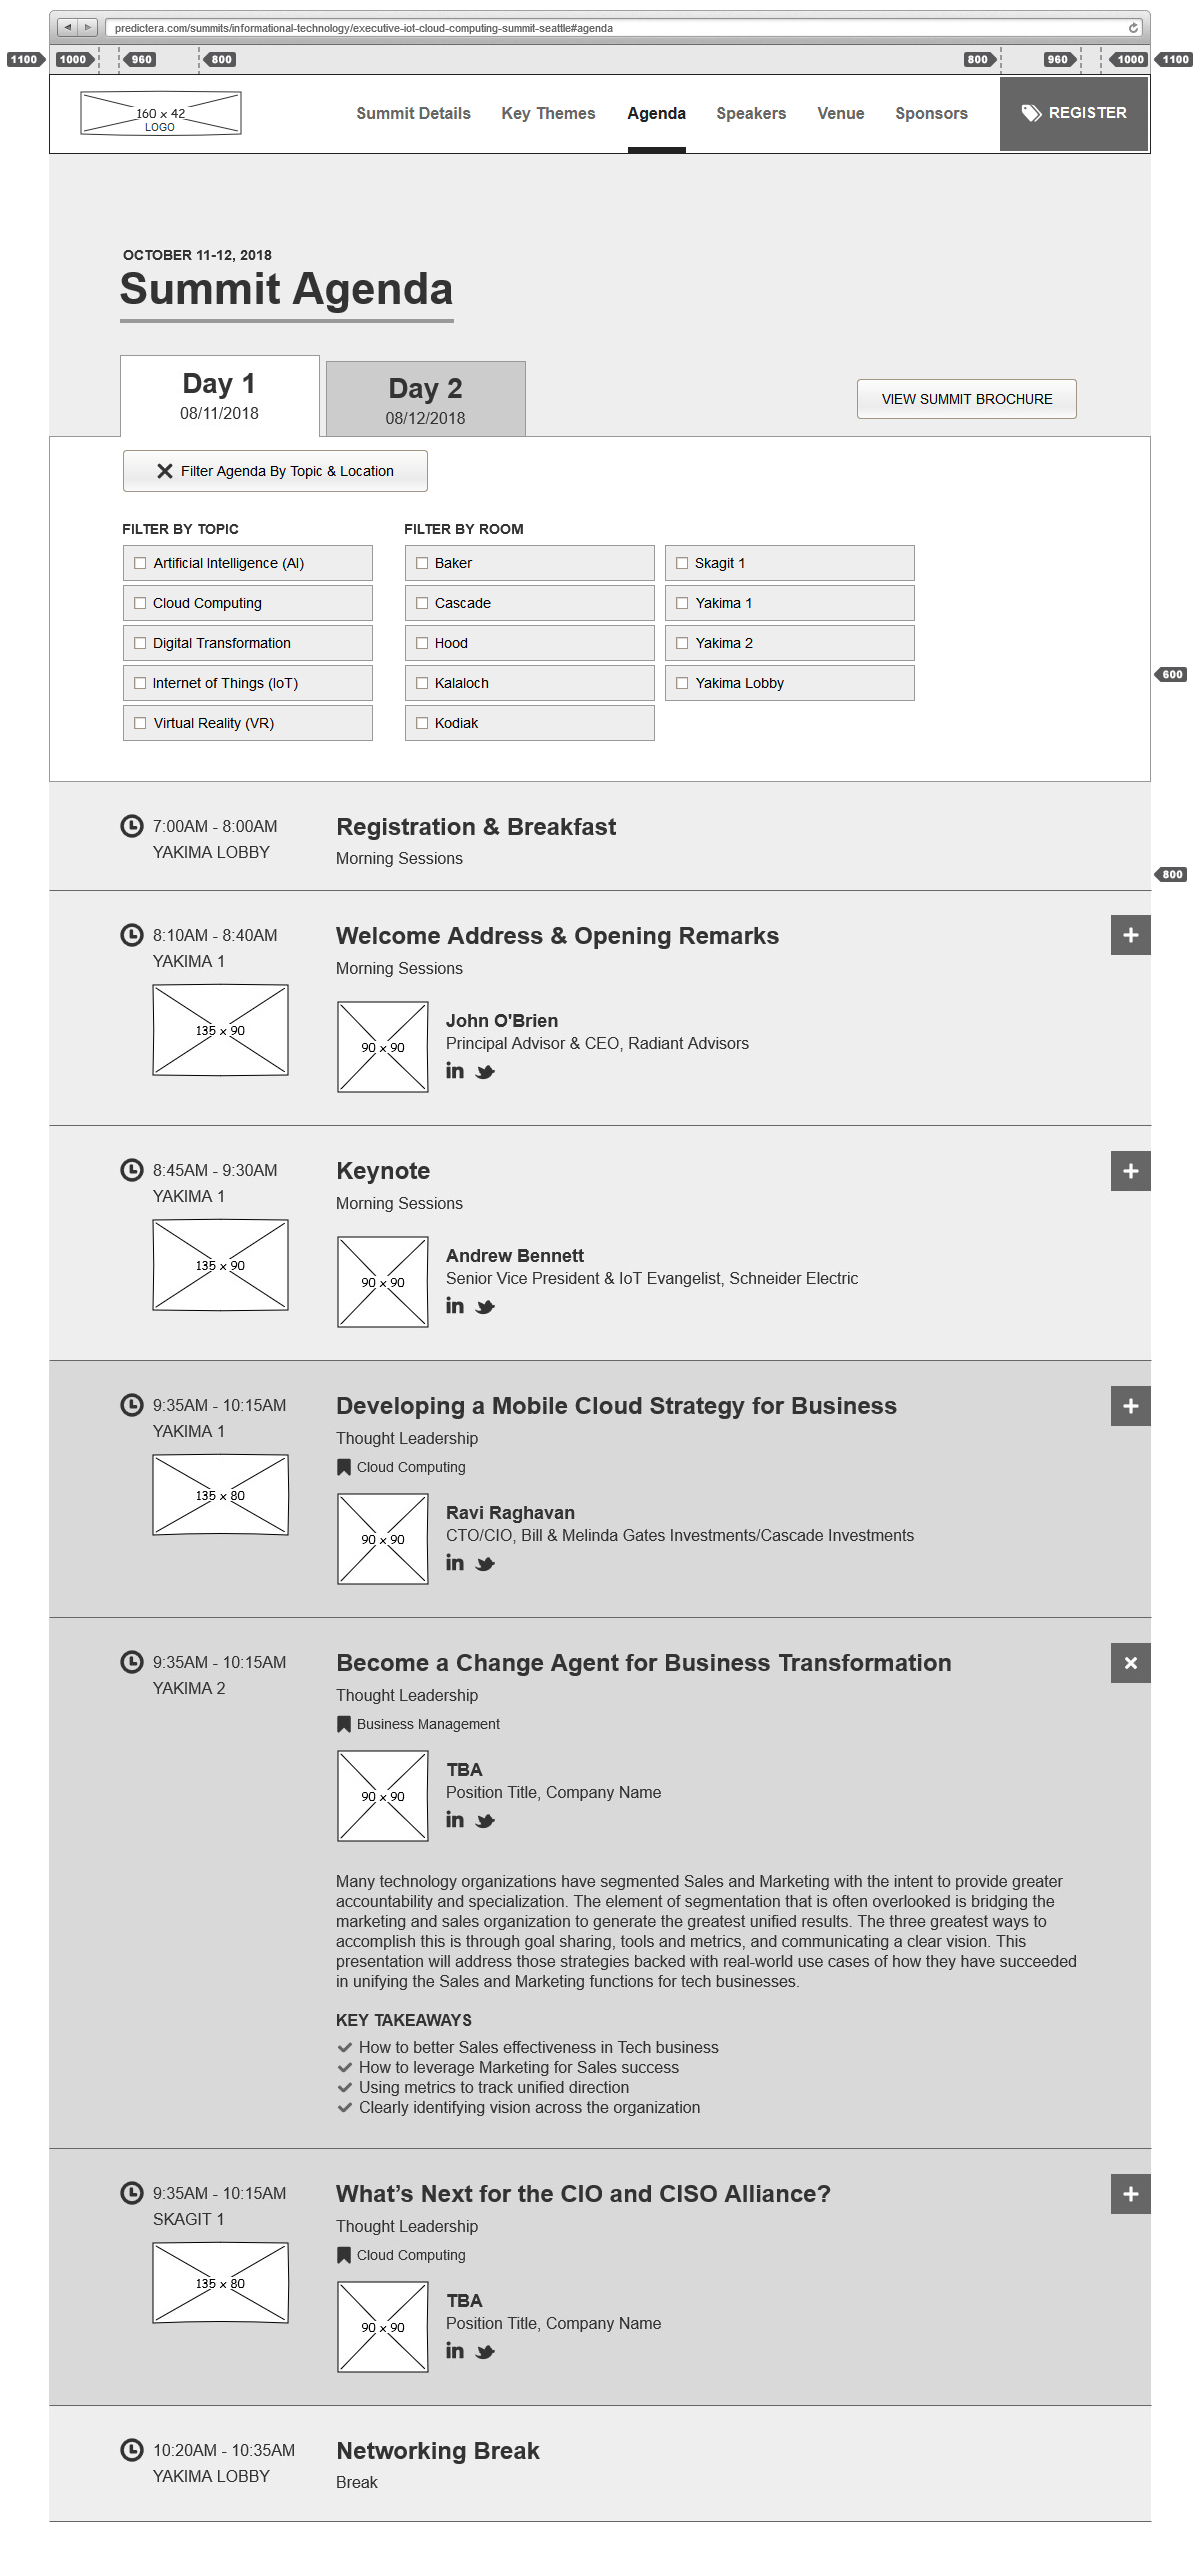 predictera.com/summits/informational-technology/executive-iot-cloud-computing-summit-seattle#agenda
1100 1000 960 800 800 960 1000 1100
160 x 42
LOGO
Summit Details Key Themes Agenda Speakers Venue Sponsors REGISTER
OCTOBER 11-12, 2018
Summit Agenda
Day 1
08/11/2018
Day 2
08/12/2018
VIEW SUMMIT BROCHURE
Filter Agenda By Topic & Location
FILTER BY TOPIC
Artificial Intelligence (AI)
Cloud Computing
Digital Transformation
Internet of Things (IoT)
Virtual Reality (VR)
FILTER BY ROOM
Baker
Cascade
Hood
Kalaloch
Kodiak
Skagit 1
Yakima 1
Yakima 2
Yakima Lobby
600
7:00AM - 8:00AM
YAKIMA LOBBY
Registration & Breakfast
Morning Sessions
800
8:10AM - 8:40AM
YAKIMA 1
135 x 90
Welcome Address & Opening Remarks
Morning Sessions
90 x 90
John O'Brien
Principal Advisor & CEO, Radiant Advisors
in
8:45AM - 9:30AM
YAKIMA 1
135 x 90
Keynote
Morning Sessions
90 x 90
Andrew Bennett
Senior Vice President & IoT Evangelist, Schneider Electric
in
9:35AM - 10:15AM
YAKIMA 1
135 x 80
Developing a Mobile Cloud Strategy for Business
Thought Leadership
Cloud Computing
90 x 90
Ravi Raghavan
CTO/CIO, Bill & Melinda Gates Investments/Cascade Investments
in
9:35AM - 10:15AM
YAKIMA 2
Become a Change Agent for Business Transformation
Thought Leadership
Business Management
90 x 90
TBA
Position Title, Company Name
in
Many technology organizations have segmented Sales and Marketing with the intent to provide greater
accountability and specialization. The element of segmentation that is often overlooked is bridging the
marketing and sales organization to generate the greatest unified results. The three greatest ways to
accomplish this is through goal sharing, tools and metrics, and communicating a clear vision. This
presentation will address those strategies backed with real-world use cases of how they have succeeded
in unifying the Sales and Marketing functions for tech businesses.
KEY TAKEAWAYS
How to better Sales effectiveness in Tech business
How to leverage Marketing for Sales success
Using metrics to track unified direction
Clearly identifying vision across the organization
9:35AM - 10:15AM
SKAGIT 1
135 x 80
What’s Next for the CIO and CISO Alliance?
Thought Leadership
Cloud Computing
90 x 90
TBA
Position Title, Company Name
in
10:20AM - 10:35AM
YAKIMA LOBBY
Networking Break
Break